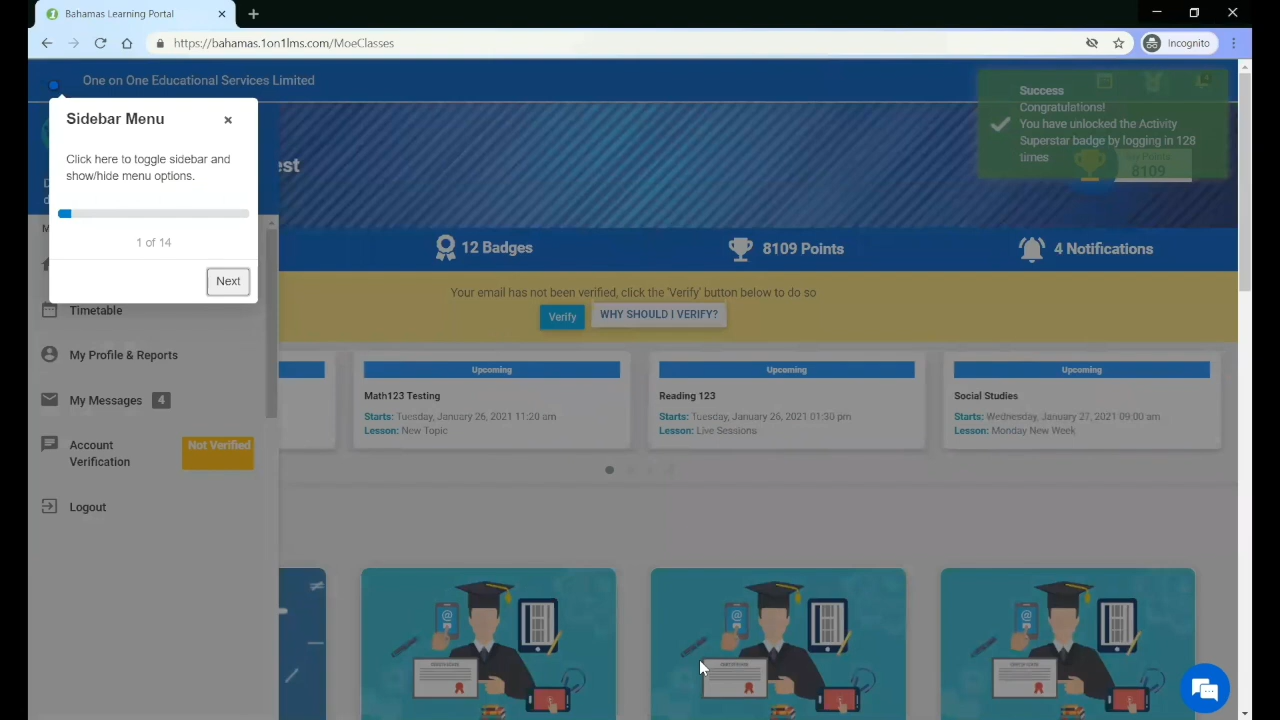 Bahamas Learning Portal
https://bahamas.1on1lms.com/MoeClasses
Incognito
One on One Educational Services Limited
Success
Congratulations!
You have unlocked the Activity
Superstar badge by logging in 128
times
8109
Sidebar Menu
Click here to toggle sidebar and
show/hide menu options.
1 of 14
Next
est
12 Badges
8109 Points
4 Notifications
Your email has not been verified, click the 'Verify' button below to do so
Verify
WHY SHOULD I VERIFY?
Timetable
My Profile & Reports
My Messages 4
Account
Verification
Not Verified
Logout
Upcoming
Math123 Testing
Starts: Tuesday, January 26, 2021 11:20 am
Lesson: New Topic
Upcoming
Reading 123
Starts: Tuesday, January 26, 2021 01:30 pm
Lesson: Live Sessions
Upcoming
Social Studies
Starts: Wednesday, January 27, 2021 09:00 am
Lesson: Monday New Week